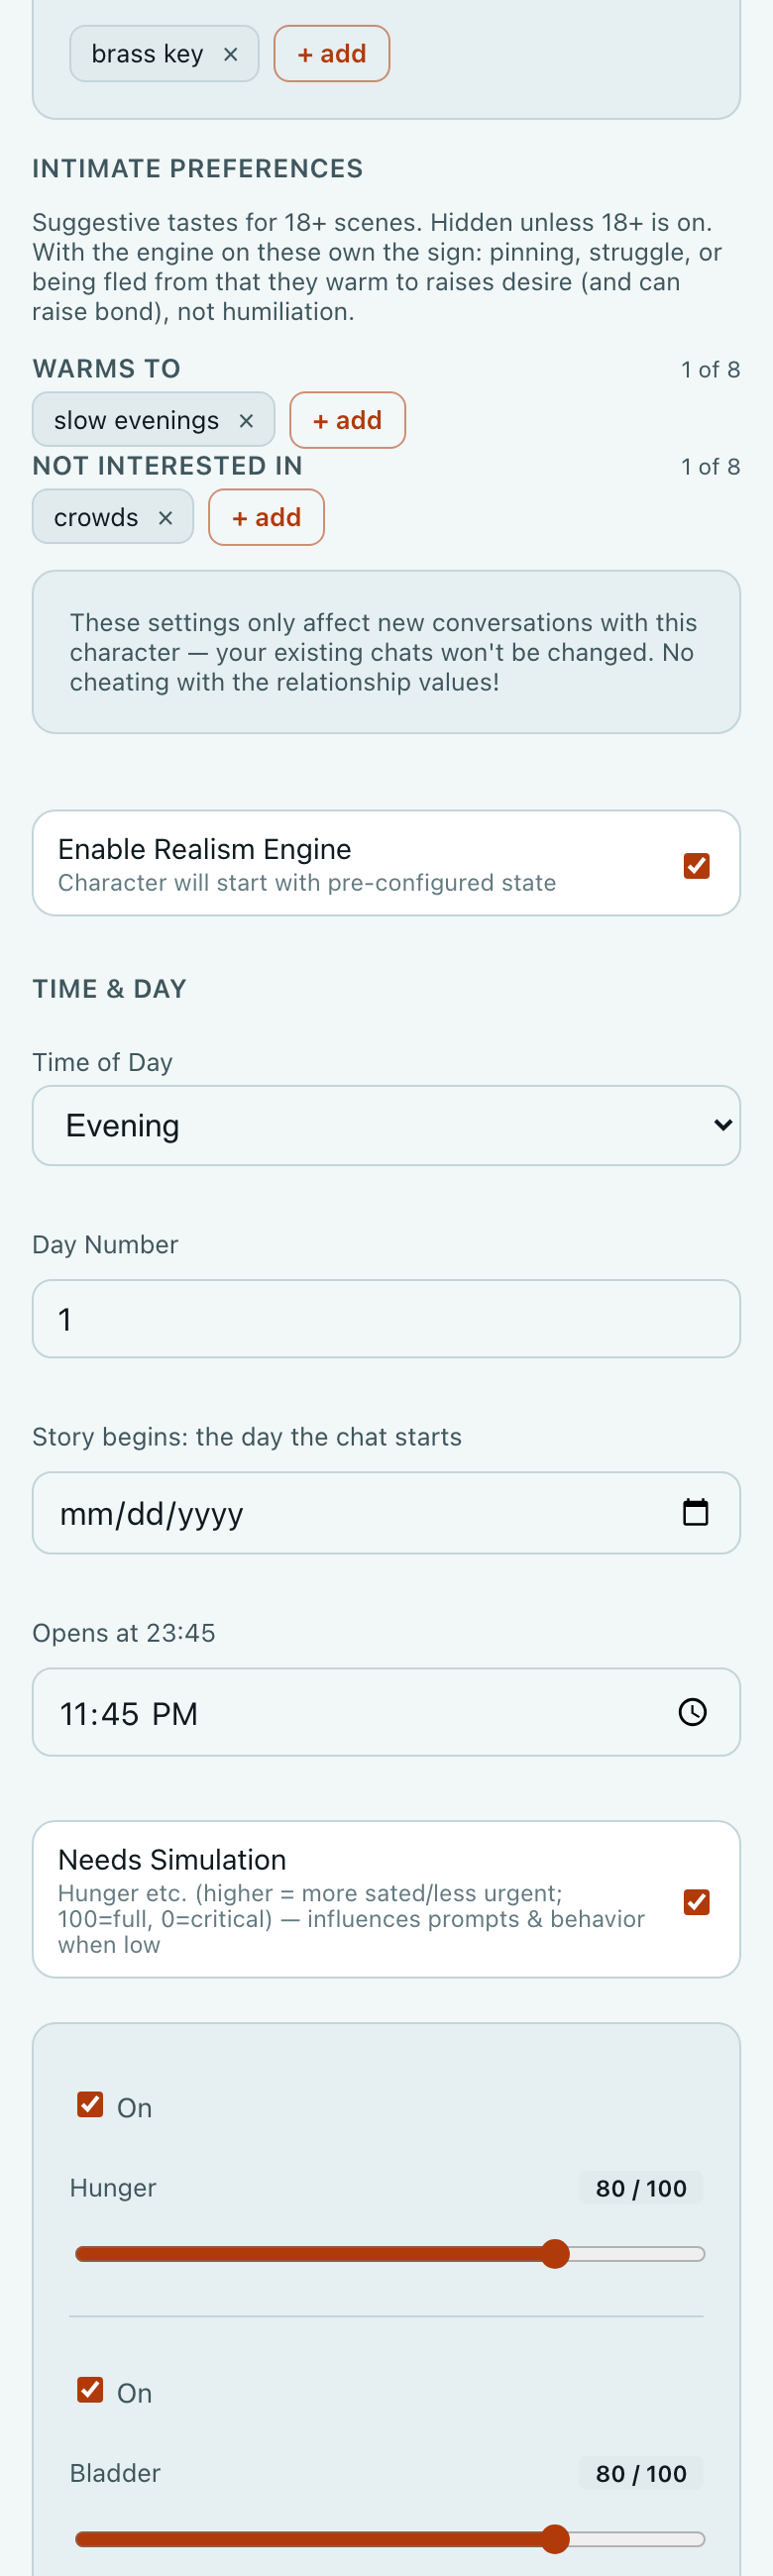 brass key ×
+ add
INTIMATE PREFERENCES
Suggestive tastes for 18+ scenes. Hidden unless 18+ is on.
With the engine on these own the sign: pinning, struggle, or
being fled from that they warm to raises desire (and can
raise bond), not humiliation.
WARMS TO
1 of 8
slow evenings ×
+ add
NOT INTERESTED IN
1 of 8
crowds ×
+ add
These settings only affect new conversations with this
character — your existing chats won't be changed. No
cheating with the relationship values!
Enable Realism Engine
Character will start with pre-configured state
TIME & DAY
Time of Day
Evening
Day Number
1
Story begins: the day the chat starts
mm/dd/yyyy
Opens at 23:45
11:45 PM
Needs Simulation
Hunger etc. (higher = more sated/less urgent;
100=full, 0=critical) — influences prompts & behavior
when low
On
Hunger
80 / 100
On
Bladder
80 / 100